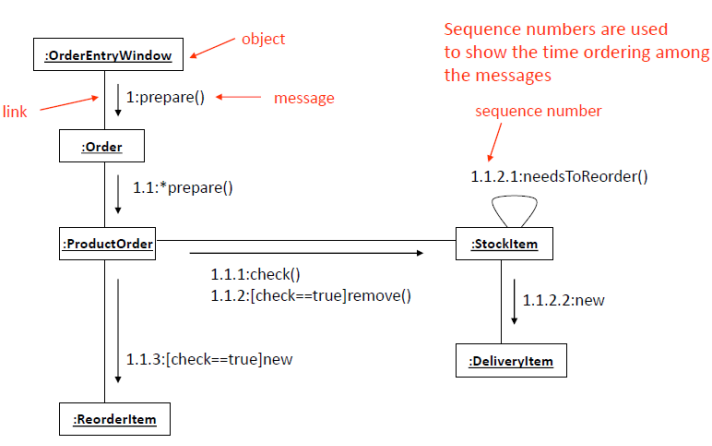 Sequence numbers are used
to show the time ordering among
the messages
object
:OrderEntryWindow
link
1:prepare()
message
sequence number
:Order
1.1.2.1:needsToReorder()
1.1:*prepare()
:ProductOrder
:StockItem
1.1.1:check()
1.1.2:[check==true]remove()
1.1.2.2:new
1.1.3:[check==true]new
:DeliveryItem
:ReorderItem